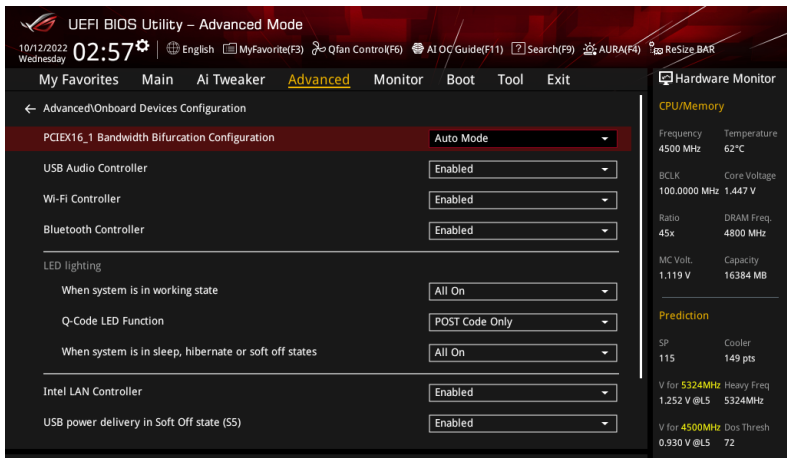 UEFI BIOS Utility – Advanced Mode
10/12/2022 Wednesday 02:57 English MyFavorite(F3) Qfan Control(F6) AI OC Guide(F11) ? Search(F9) AURA(F4) ReSize BAR
My Favorites Main Ai Tweaker Advanced Monitor Boot Tool Exit
← Advanced\Onboard Devices Configuration
PCIEX16_1 Bandwidth Bifurcation Configuration Auto Mode
USB Audio Controller Enabled
Wi-Fi Controller Enabled
Bluetooth Controller Enabled
LED lighting
When system is in working state All On
Q-Code LED Function POST Code Only
When system is in sleep, hibernate or soft off states All On
Intel LAN Controller Enabled
USB power delivery in Soft Off state (S5) Enabled
Hardware Monitor
CPU/Memory
Frequency Temperature
4500 MHz 62°C
BCLK Core Voltage
100.0000 MHz 1.447 V
Ratio DRAM Freq.
45x 4800 MHz
MC Volt. Capacity
1.119 V 16384 MB
Prediction
SP Cooler
115 149 pts
V for 5324MHz Heavy Freq
1.252 V @L5 5324MHz
V for 4500MHz Dos Thresh
0.930 V @L5 72